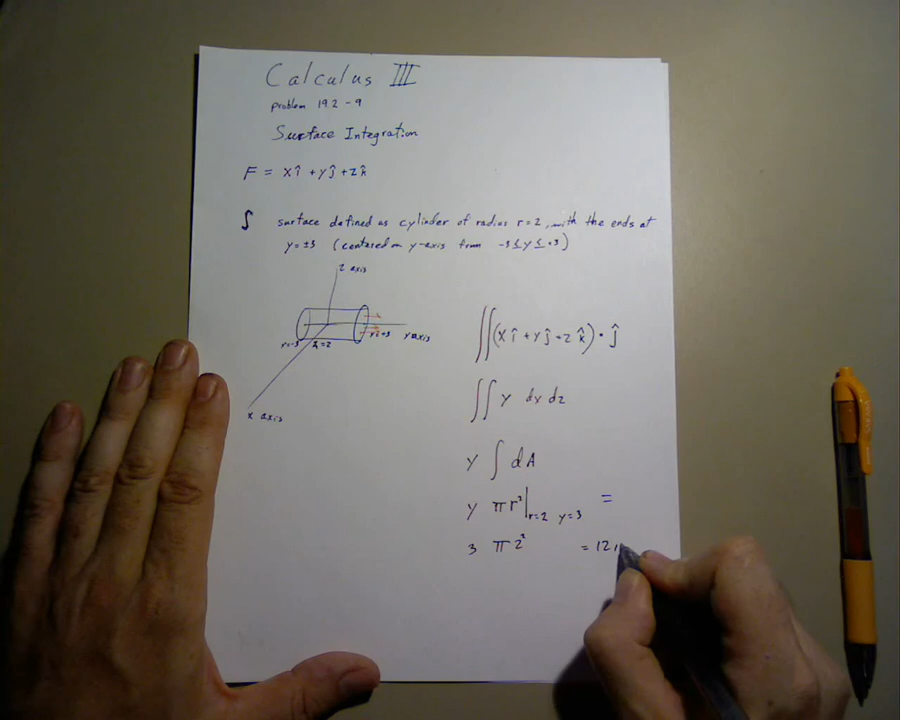 Calculus III
problem 19.2 - 9
Surface Integration
F = x î + y ĵ + z k̂
S surface defined as cylinder of radius r=2, with the ends at
y = ±3 (centered on y-axis from -3 ≤ y ≤ +3)
z axis
y=-3 r=2 y=+3 y axis
x axis
∬(x î + y ĵ + z k̂) • ĵ
∬ y dx dz
y ∫ dA
y πr²|r=2 y=3 =
3 π 2² = 12